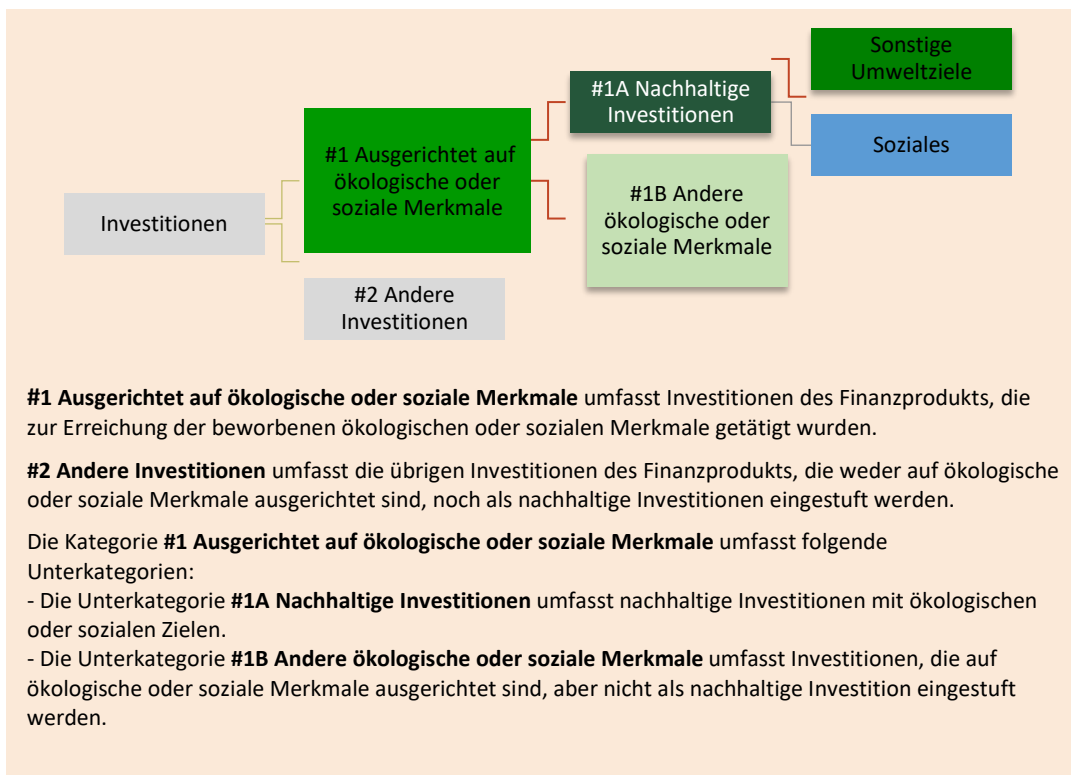 Sonstige
Umweltziele
#1A Nachhaltige
Investitionen
Soziales
#1 Ausgerichtet auf
ökologische oder
soziale Merkmale
#1B Andere
ökologische oder
soziale Merkmale
Investitionen
#2 Andere
Investitionen
#1 Ausgerichtet auf ökologische oder soziale Merkmale umfasst Investitionen des Finanzprodukts, die
zur Erreichung der beworbenen ökologischen oder sozialen Merkmale getätigt wurden.
#2 Andere Investitionen umfasst die übrigen Investitionen des Finanzprodukts, die weder auf ökologische
oder soziale Merkmale ausgerichtet sind, noch als nachhaltige Investitionen eingestuft werden.
Die Kategorie #1 Ausgerichtet auf ökologische oder soziale Merkmale umfasst folgende
Unterkategorien:
- Die Unterkategorie #1A Nachhaltige Investitionen umfasst nachhaltige Investitionen mit ökologischen
oder sozialen Zielen.
- Die Unterkategorie #1B Andere ökologische oder soziale Merkmale umfasst Investitionen, die auf
ökologische oder soziale Merkmale ausgerichtet sind, aber nicht als nachhaltige Investition eingestuft
werden.